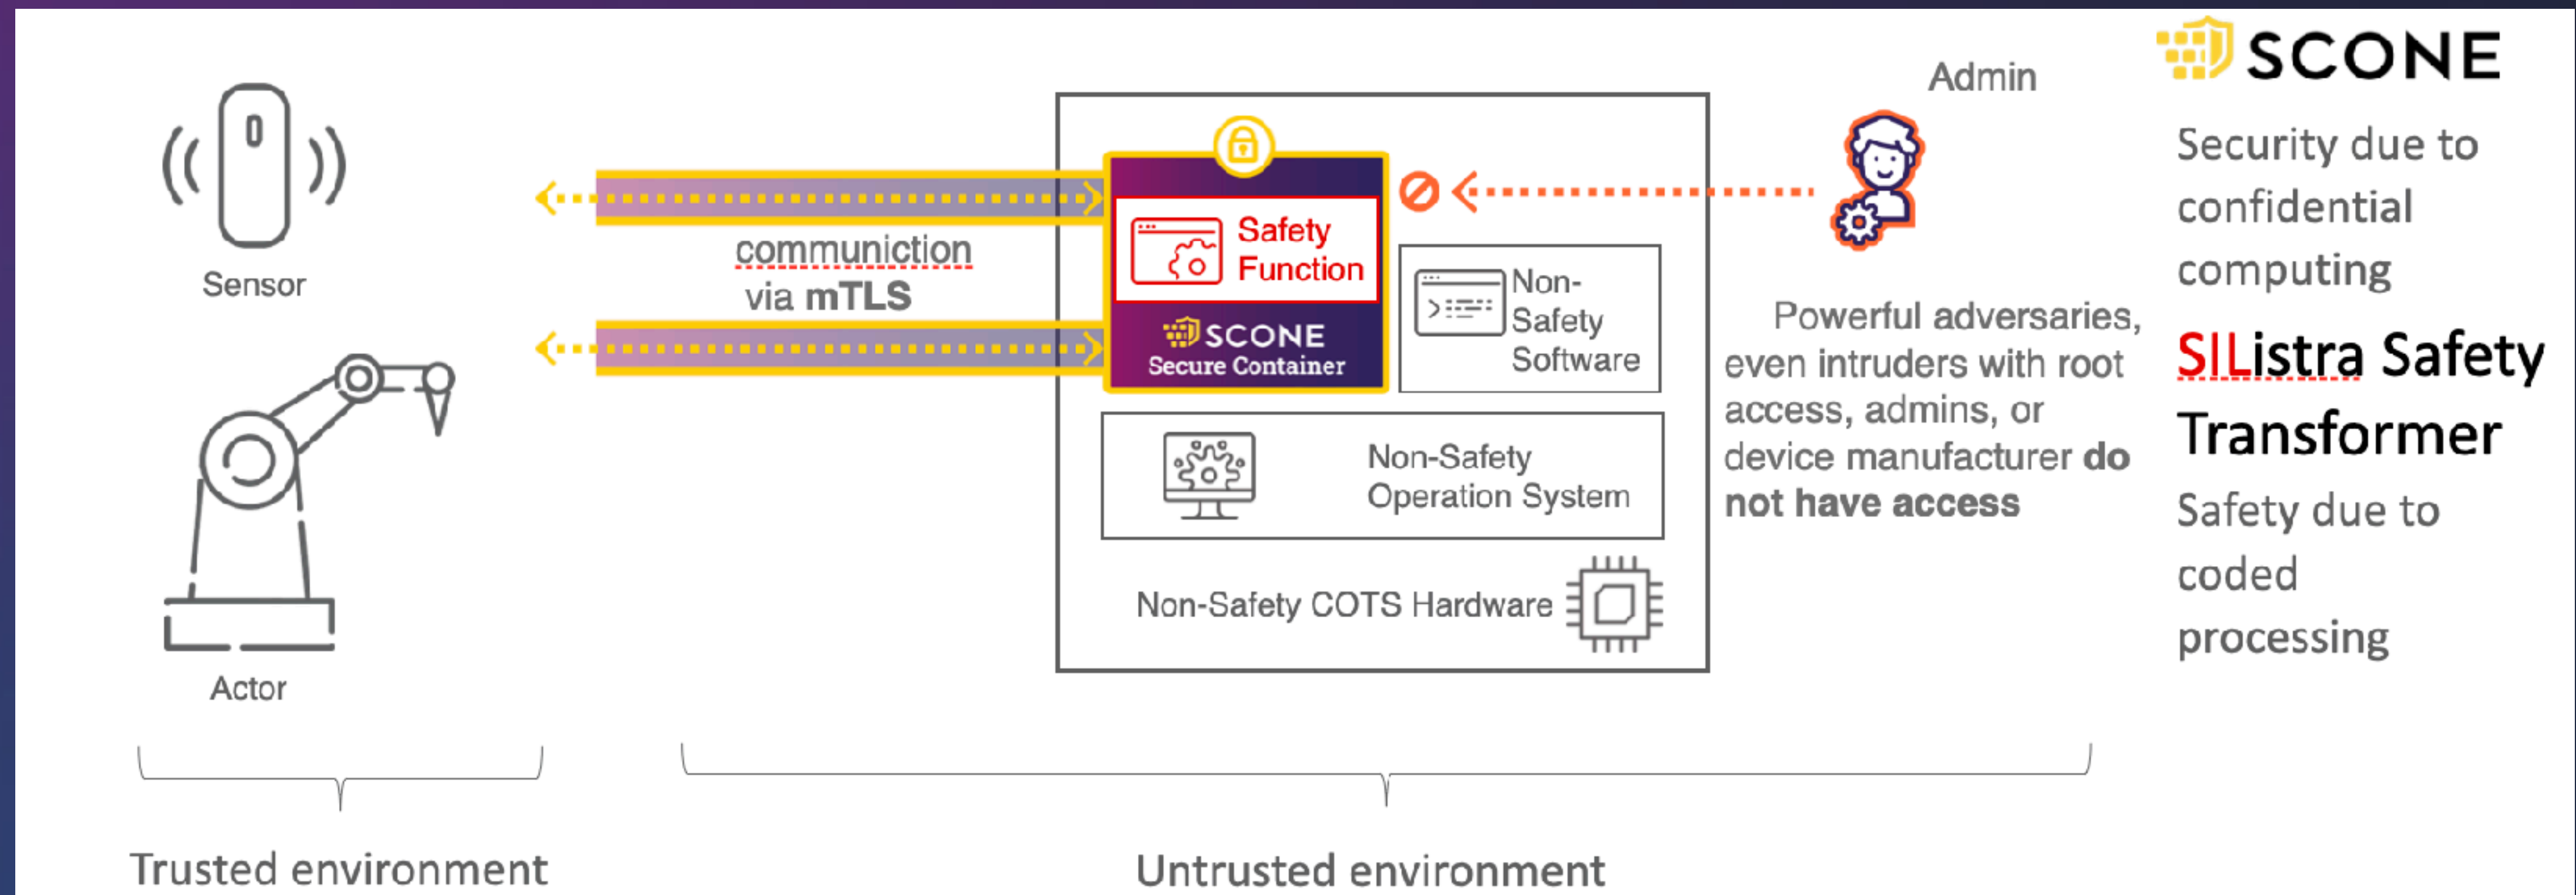 Sensor
Actor
communiction
via mTLS
Safety
Function
SCONE
Secure Container
Non-
Safety
Software
Non-Safety
Operation System
Non-Safety COTS Hardware
Admin
Powerful adversaries,
even intruders with root
access, admins, or
device manufacturer do
not have access
SCONE
Security due to
confidential
computing
SIListra Safety
Transformer
Safety due to
coded
processing
Trusted environment
Untrusted environment